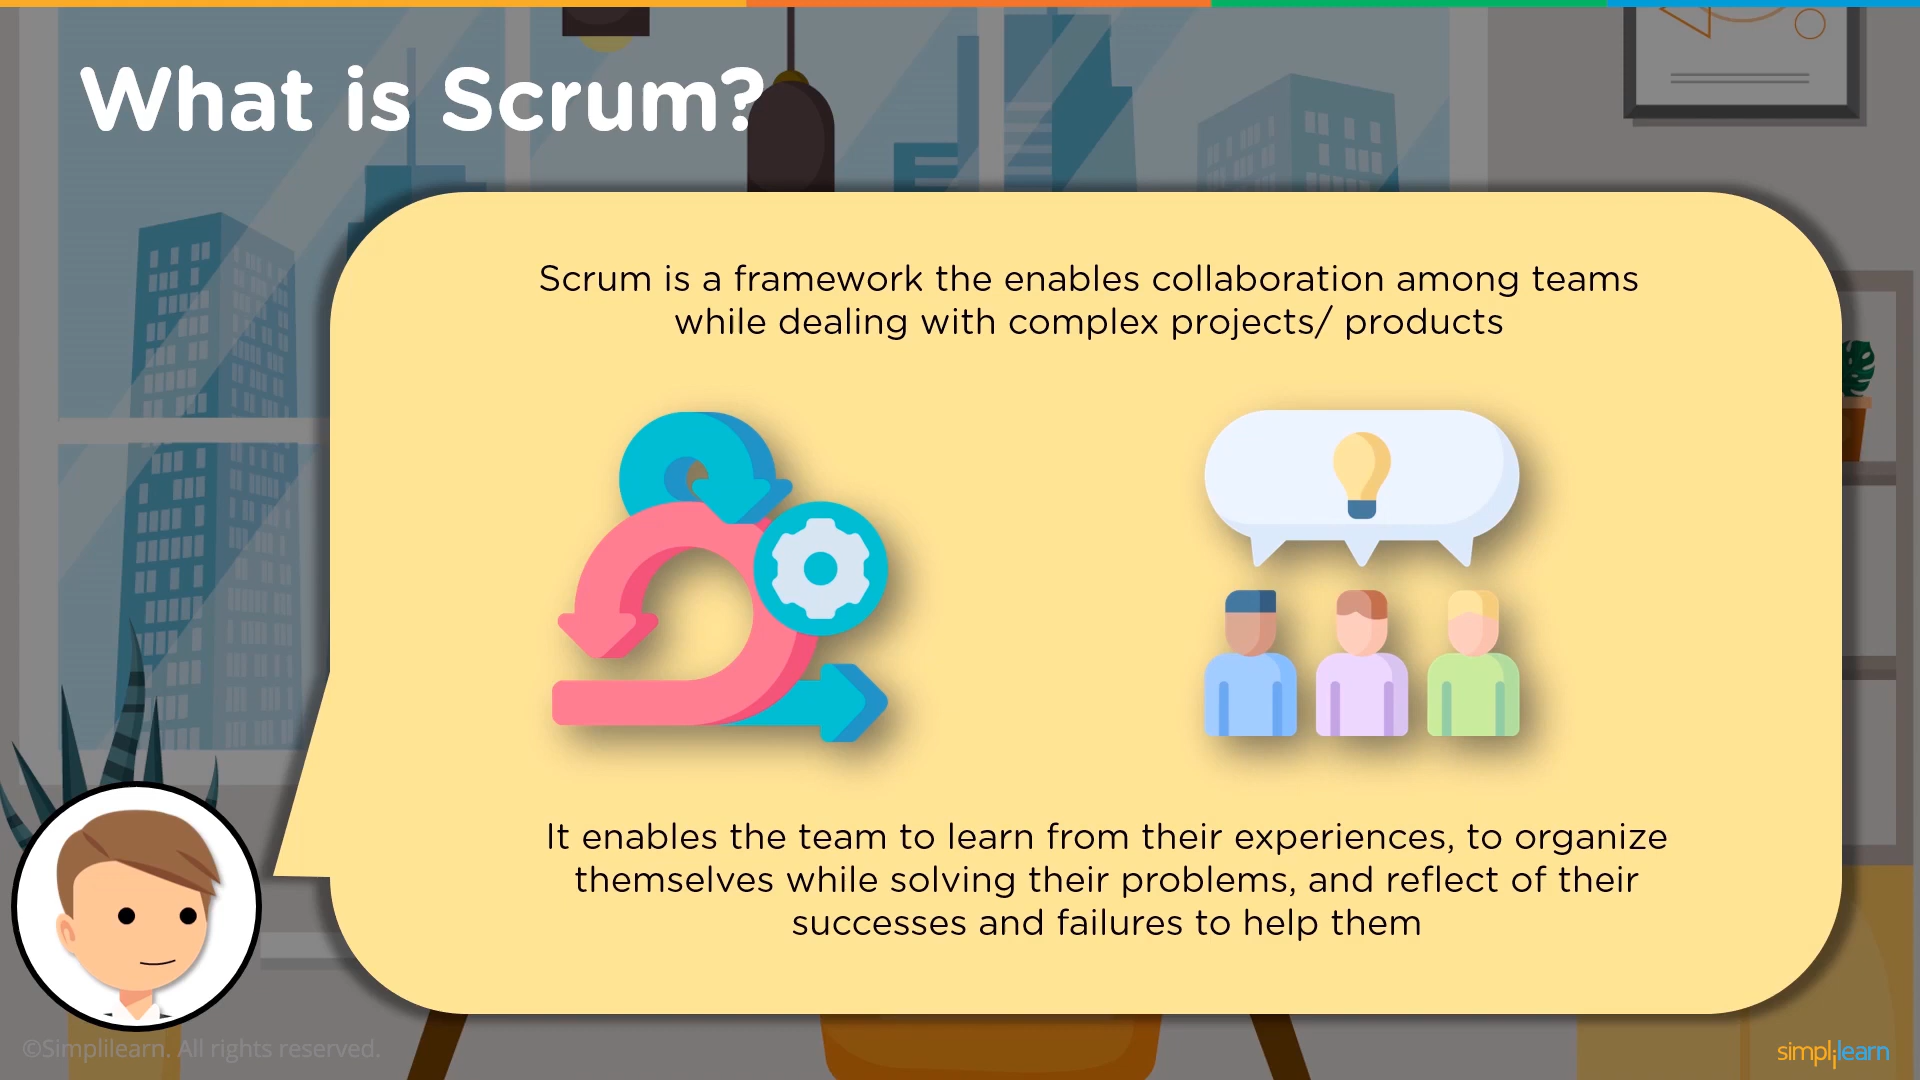 What is Scrum?
Scrum is a framework the enables collaboration among teams
while dealing with complex projects/ products
It enables the team to learn from their experiences, to organize
themselves while solving their problems, and reflect of their
successes and failures to help them
©Simplilearn. All rights reserved.
simplilearn